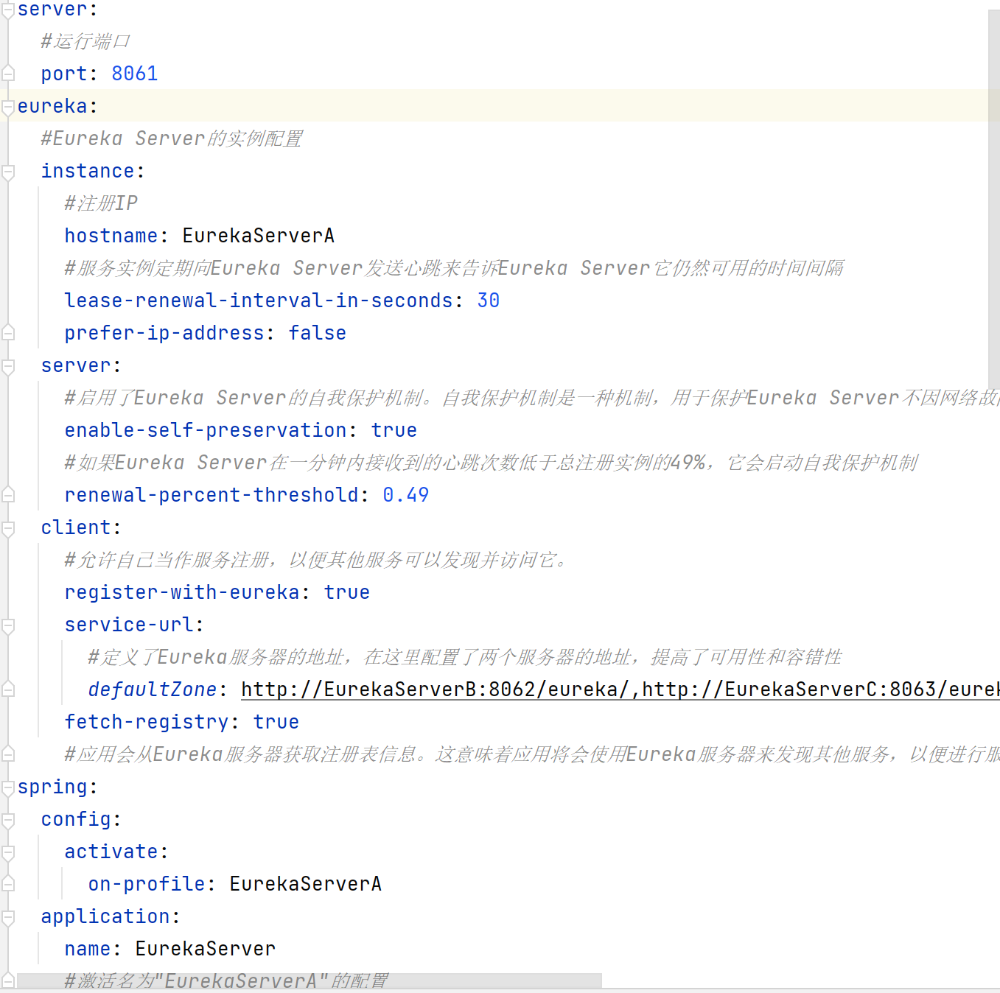 server:
#运行端口
port: 8061
eureka:
#Eureka Server的实例配置
instance:
#注册IP
hostname: EurekaServerA
#服务实例定期向Eureka Server发送心跳来告诉Eureka Server它仍然可用的时间间隔
lease-renewal-interval-in-seconds: 30
prefer-ip-address: false
server:
#启用了Eureka Server的自我保护机制。自我保护机制是一种机制，用于保护Eureka Server不因网络故
enable-self-preservation: true
#如果Eureka Server在一分钟内接收到的心跳次数低于总注册实例的49%，它会启动自我保护机制
renewal-percent-threshold: 0.49
client:
#允许自己当作服务注册，以便其他服务可以发现并访问它。
register-with-eureka: true
service-url:
#定义了Eureka服务器的地址，在这里配置了两个服务器的地址，提高了可用性和容错性
defaultZone: http://EurekaServerB:8062/eureka/,http://EurekaServerC:8063/eurek
fetch-registry: true
#应用会从Eureka服务器获取注册表信息。这意味着应用将会使用Eureka服务器来发现其他服务，以便进行服
spring:
config:
activate:
on-profile: EurekaServerA
application:
name: EurekaServer
#激活名为"EurekaServerA"的配置